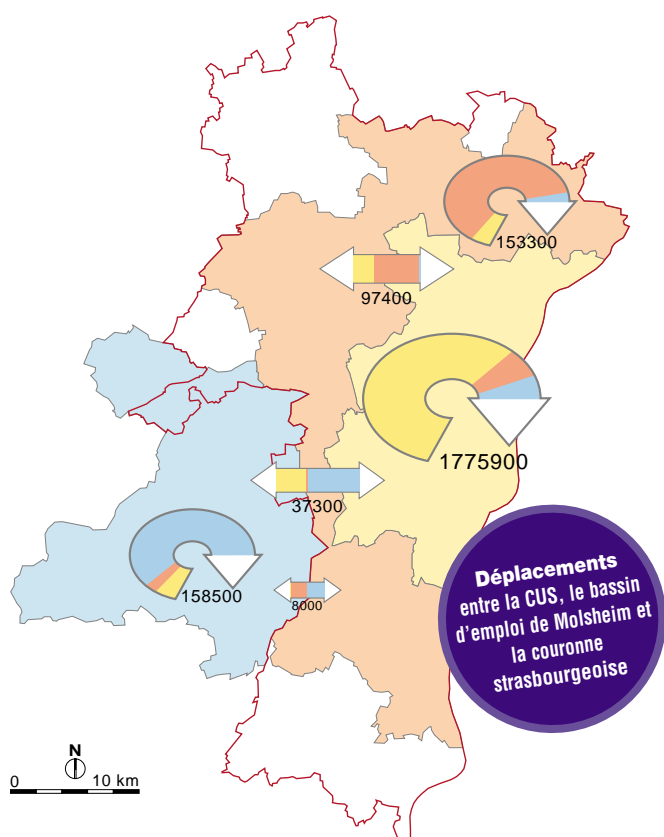 153300
97400
1775900
37300
158500
8000
Déplacements
entre la CUS, le bassin
d'emploi de Molsheim et
la couronne
strasbourgeoise
N
0 10 km